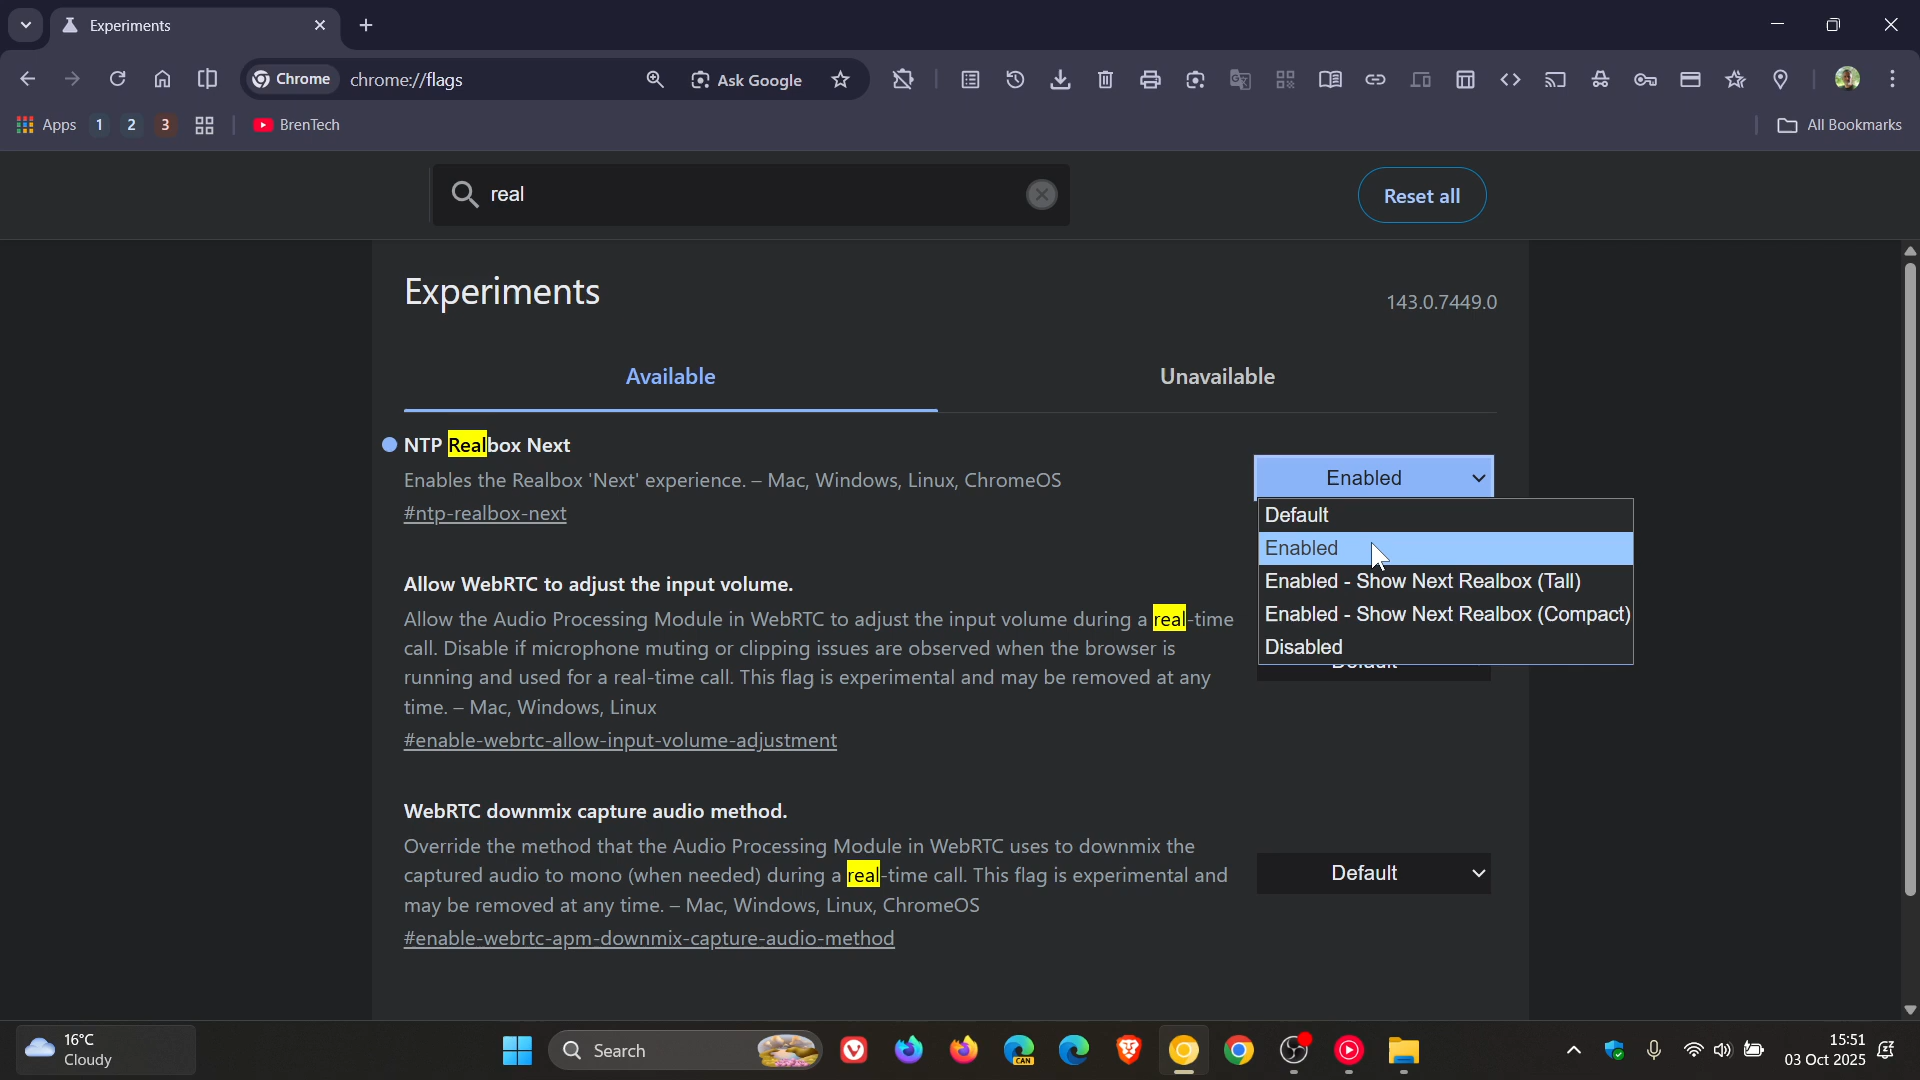 Experiments
Chrome
chrome://flags
Ask Google
Apps
1
2
3
BrenTech
All Bookmarks
real
Reset all
Experiments
143.0.7449.0
Available
Unavailable
NTP Realbox Next
Enables the Realbox 'Next' experience. – Mac, Windows, Linux, ChromeOS
#ntp-realbox-next
Enabled
Default
Enabled
Enabled - Show Next Realbox (Tall)
Enabled - Show Next Realbox (Compact)
Disabled
Allow WebRTC to adjust the input volume.
Allow the Audio Processing Module in WebRTC to adjust the input volume during a real-time
call. Disable if microphone muting or clipping issues are observed when the browser is
running and used for a real-time call. This flag is experimental and may be removed at any
time. – Mac, Windows, Linux
#enable-webrtc-allow-input-volume-adjustment
WebRTC downmix capture audio method.
Override the method that the Audio Processing Module in WebRTC uses to downmix the
captured audio to mono (when needed) during a real-time call. This flag is experimental and
may be removed at any time. – Mac, Windows, Linux, ChromeOS
#enable-webrtc-apm-downmix-capture-audio-method
Default
16°C
Cloudy
Search
CAN
15:51
03 Oct 2025